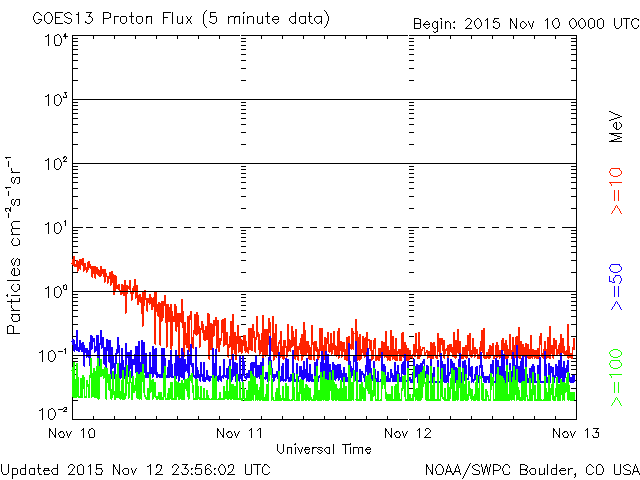 GOES13 Proton Flux (5 minute data)
Begin: 2015 Nov 10 0000 UTC
10⁴
10³
10²
10¹
10⁰
10⁻¹
10⁻²
Particles cm⁻²s⁻¹sr⁻¹
Nov 10
Nov 11
Nov 12
Nov 13
Universal Time
MeV
>=10
>=50
>=100
Updated 2015 Nov 12 23:56:02 UTC
NOAA/SWPC Boulder, CO USA